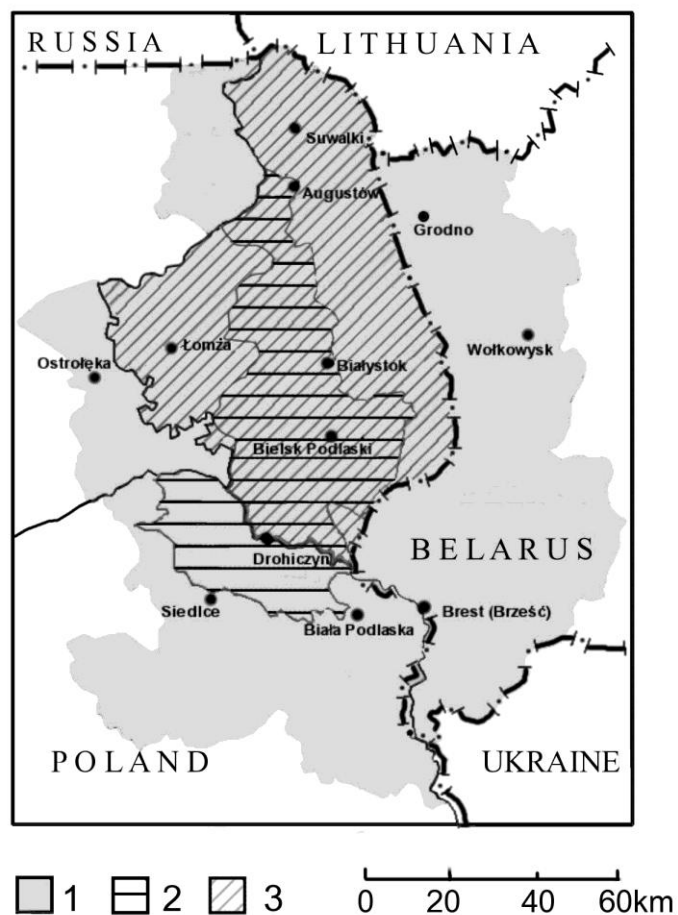 RUSSIA
LITHUANIA
Suwałki
Augustów
Grodno
Łomża
Wołkowysk
Ostrołęka
Białystok
Bielsk Podlaski
Drohiczyn
BELARUS
Siedlce
Biała Podlaska
Brest (Brześć)
POLAND
UKRAINE
1 2 3
0 20 40 60km